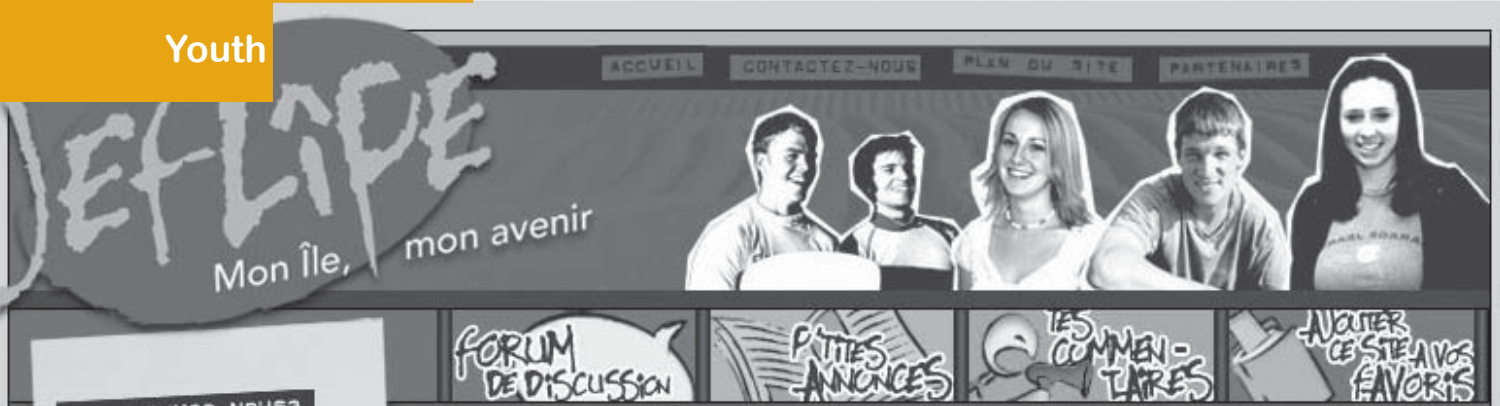 Youth
ACCUEIL
CONTACTEZ-NOUS
PLAN DU SITE
PARTENAIRES
JEFLÎPE
Mon Île, mon avenir
FORUM
DE DiSCUSSiON
P'TITES
ANNONCES
TES
COMMEN-
TAIRES
AJOUTER
CE SITE A VOS
FAVORIS